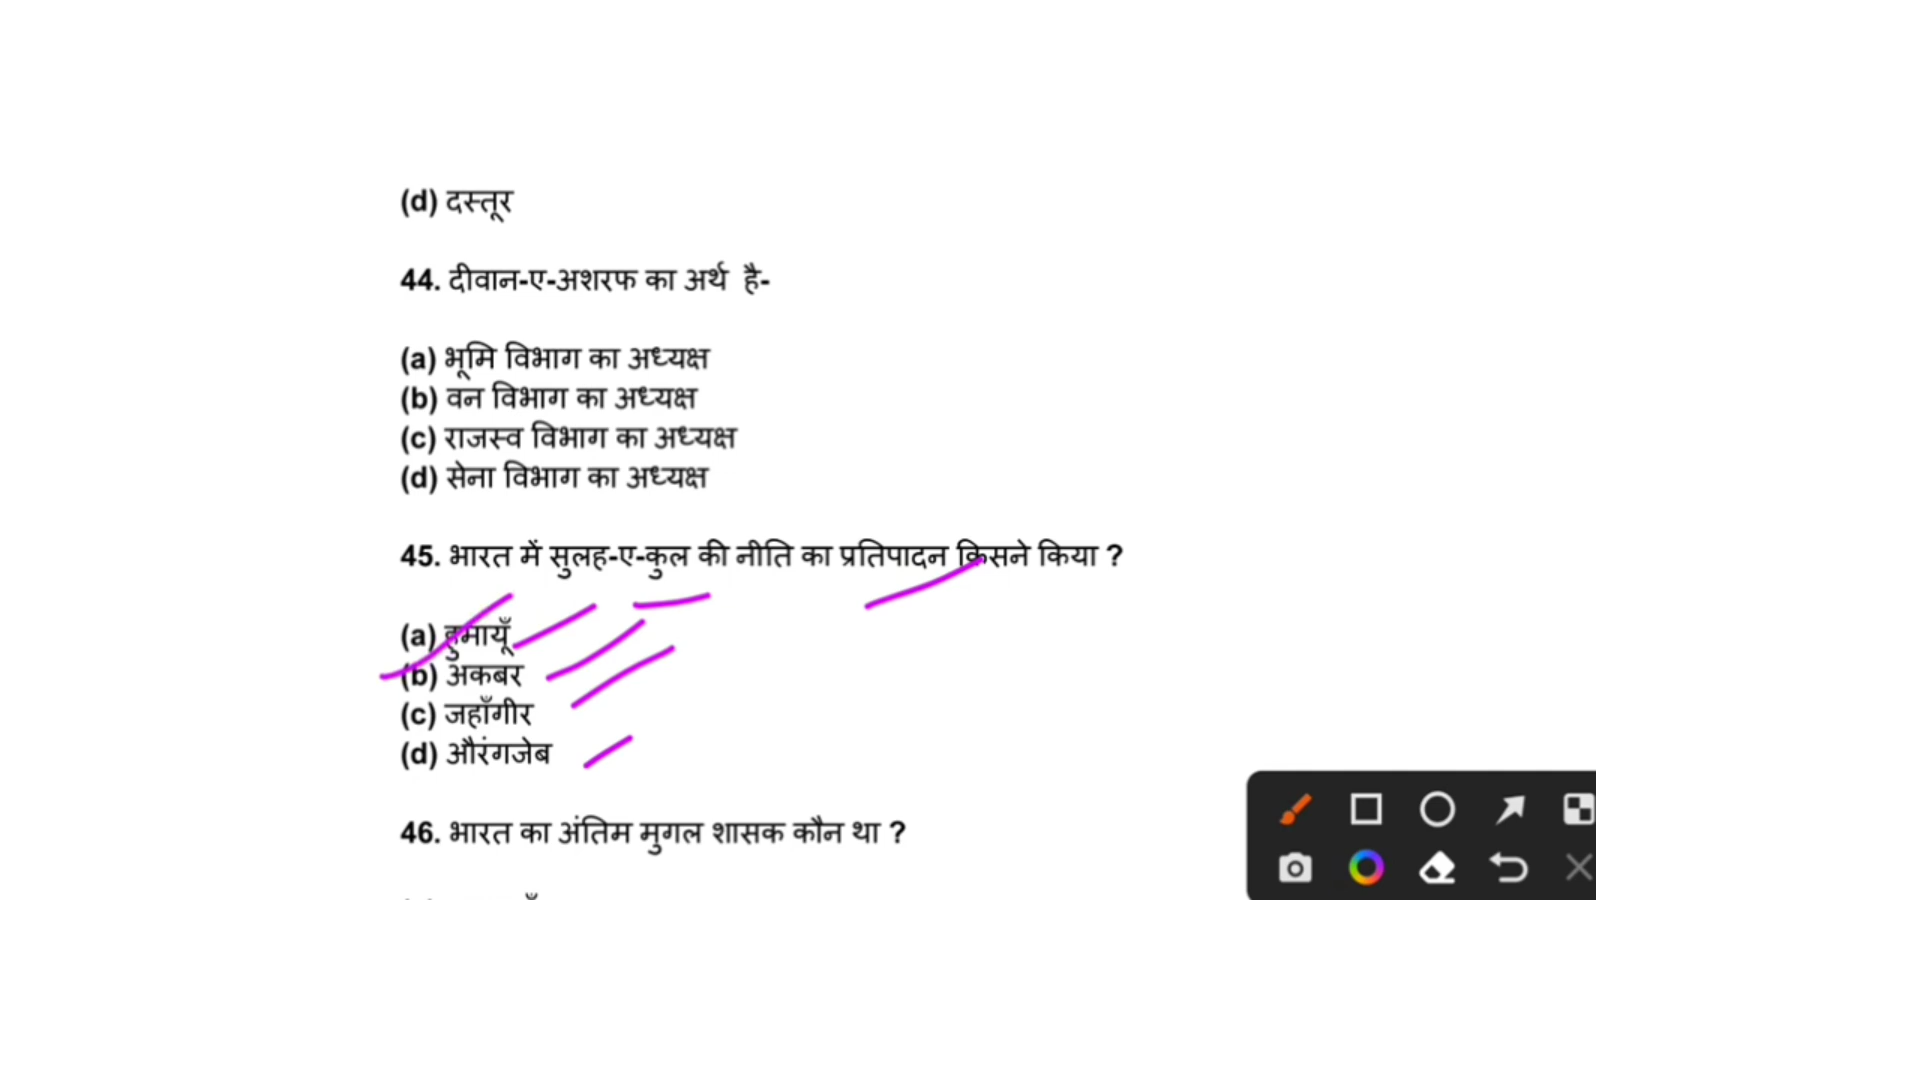 (d) दस्तूर
44. दीवान-ए-अशरफ का अर्थ है-
(a) भूमि विभाग का अध्यक्ष
(b) वन विभाग का अध्यक्ष
(c) राजस्व विभाग का अध्यक्ष
(d) सेना विभाग का अध्यक्ष
45. भारत में सुलह-ए-कुल की नीति का प्रतिपादन किसने किया ?
(a) हुमायूँ
(b) अकबर
(c) जहाँगीर
(d) औरंगजेब
46. भारत का अंतिम मुगल शासक कौन था ?